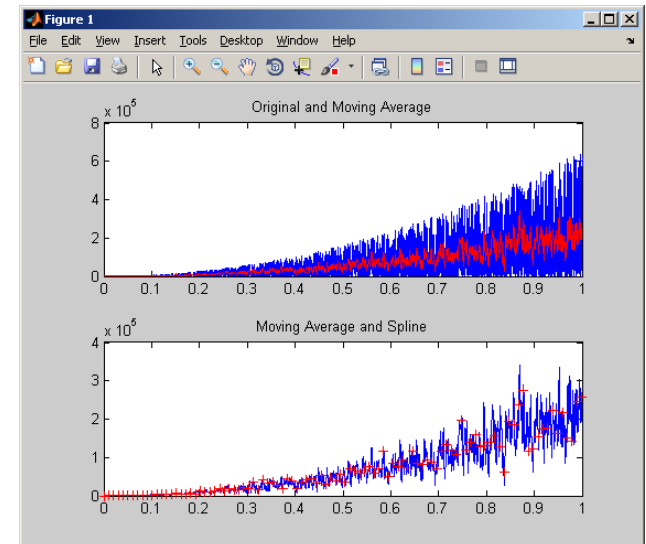 Figure 1
File Edit View Insert Tools Desktop Window Help
Original and Moving Average
x 10^5
8
6
4
2
0
0 0.1 0.2 0.3 0.4 0.5 0.6 0.7 0.8 0.9 1
Moving Average and Spline
x 10^5
4
3
2
1
0
0 0.1 0.2 0.3 0.4 0.5 0.6 0.7 0.8 0.9 1